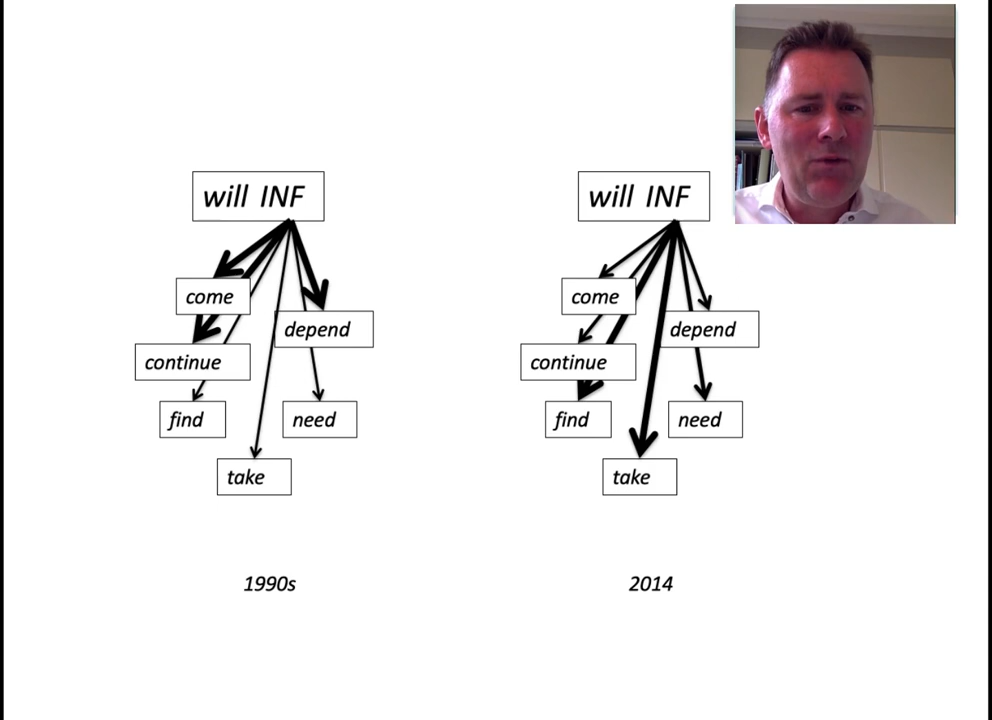 will INF
come
depend
continue
find
need
take
1990s
will INF
come
depend
continue
find
need
take
2014